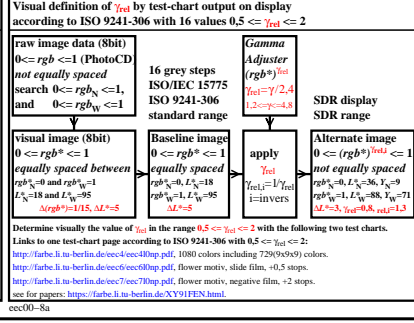 Visual definition of γrel by test-chart output on display
according to ISO 9241-306 with 16 values 0,5 <= γrel <= 2
raw image data (8bit)
0<= rgb <=1 (PhotoCD)
not equally spaced
search 0<= rgbN <=1,
and 0<= rgbW <=1
16 grey steps
ISO/IEC 15775
ISO 9241-306
standard range
Gamma
Adjuster
(rgb*)γrel
γrel=γ/2,4
1,2<=γ<=4,8
SDR display
SDR range
visual image (8bit)
0 <= rgb* <= 1
equally spaced between
rgb*N=0 and rgb*W=1
L*N=18 and L*W=95
Δ(rgb*)=1/15, ΔL*=5
Baseline image
0 <= rgb* <= 1
equally spaced
rgb*N=0, L*N=18
rgb*W=1, L*W=95
ΔL*=5
apply
γrel
γrel,i=1/γrel
i=invers
Alternate image
0 <= (rgb*)γrel,i <= 1
not equally spaced
rgb*N=0, L*N=36, YN=9
rgb*W=1, L*W=88, YW=71
ΔL*=3, γrel=0,8, rel,i=1,3
Determine visually the value of γrel in the range 0,5 <= γrel <= 2 with the following two test charts.
Links to one test-chart page according to ISO 9241-306 with 0,5 <= γrel <= 2:
http://farbe.li.tu-berlin.de/eec4/eec4l0np.pdf, 1080 colors including 729(9x9x9) colors.
http://farbe.li.tu-berlin.de/eec6/eec6l0np.pdf, flower motiv, slide film, +0,5 stops.
http://farbe.li.tu-berlin.de/eec7/eec7l0np.pdf, flower motiv, negative film, +2 stops.
see for papers: https://farbe.li.tu-berlin.de/XY91FEN.html.
eec00-8a